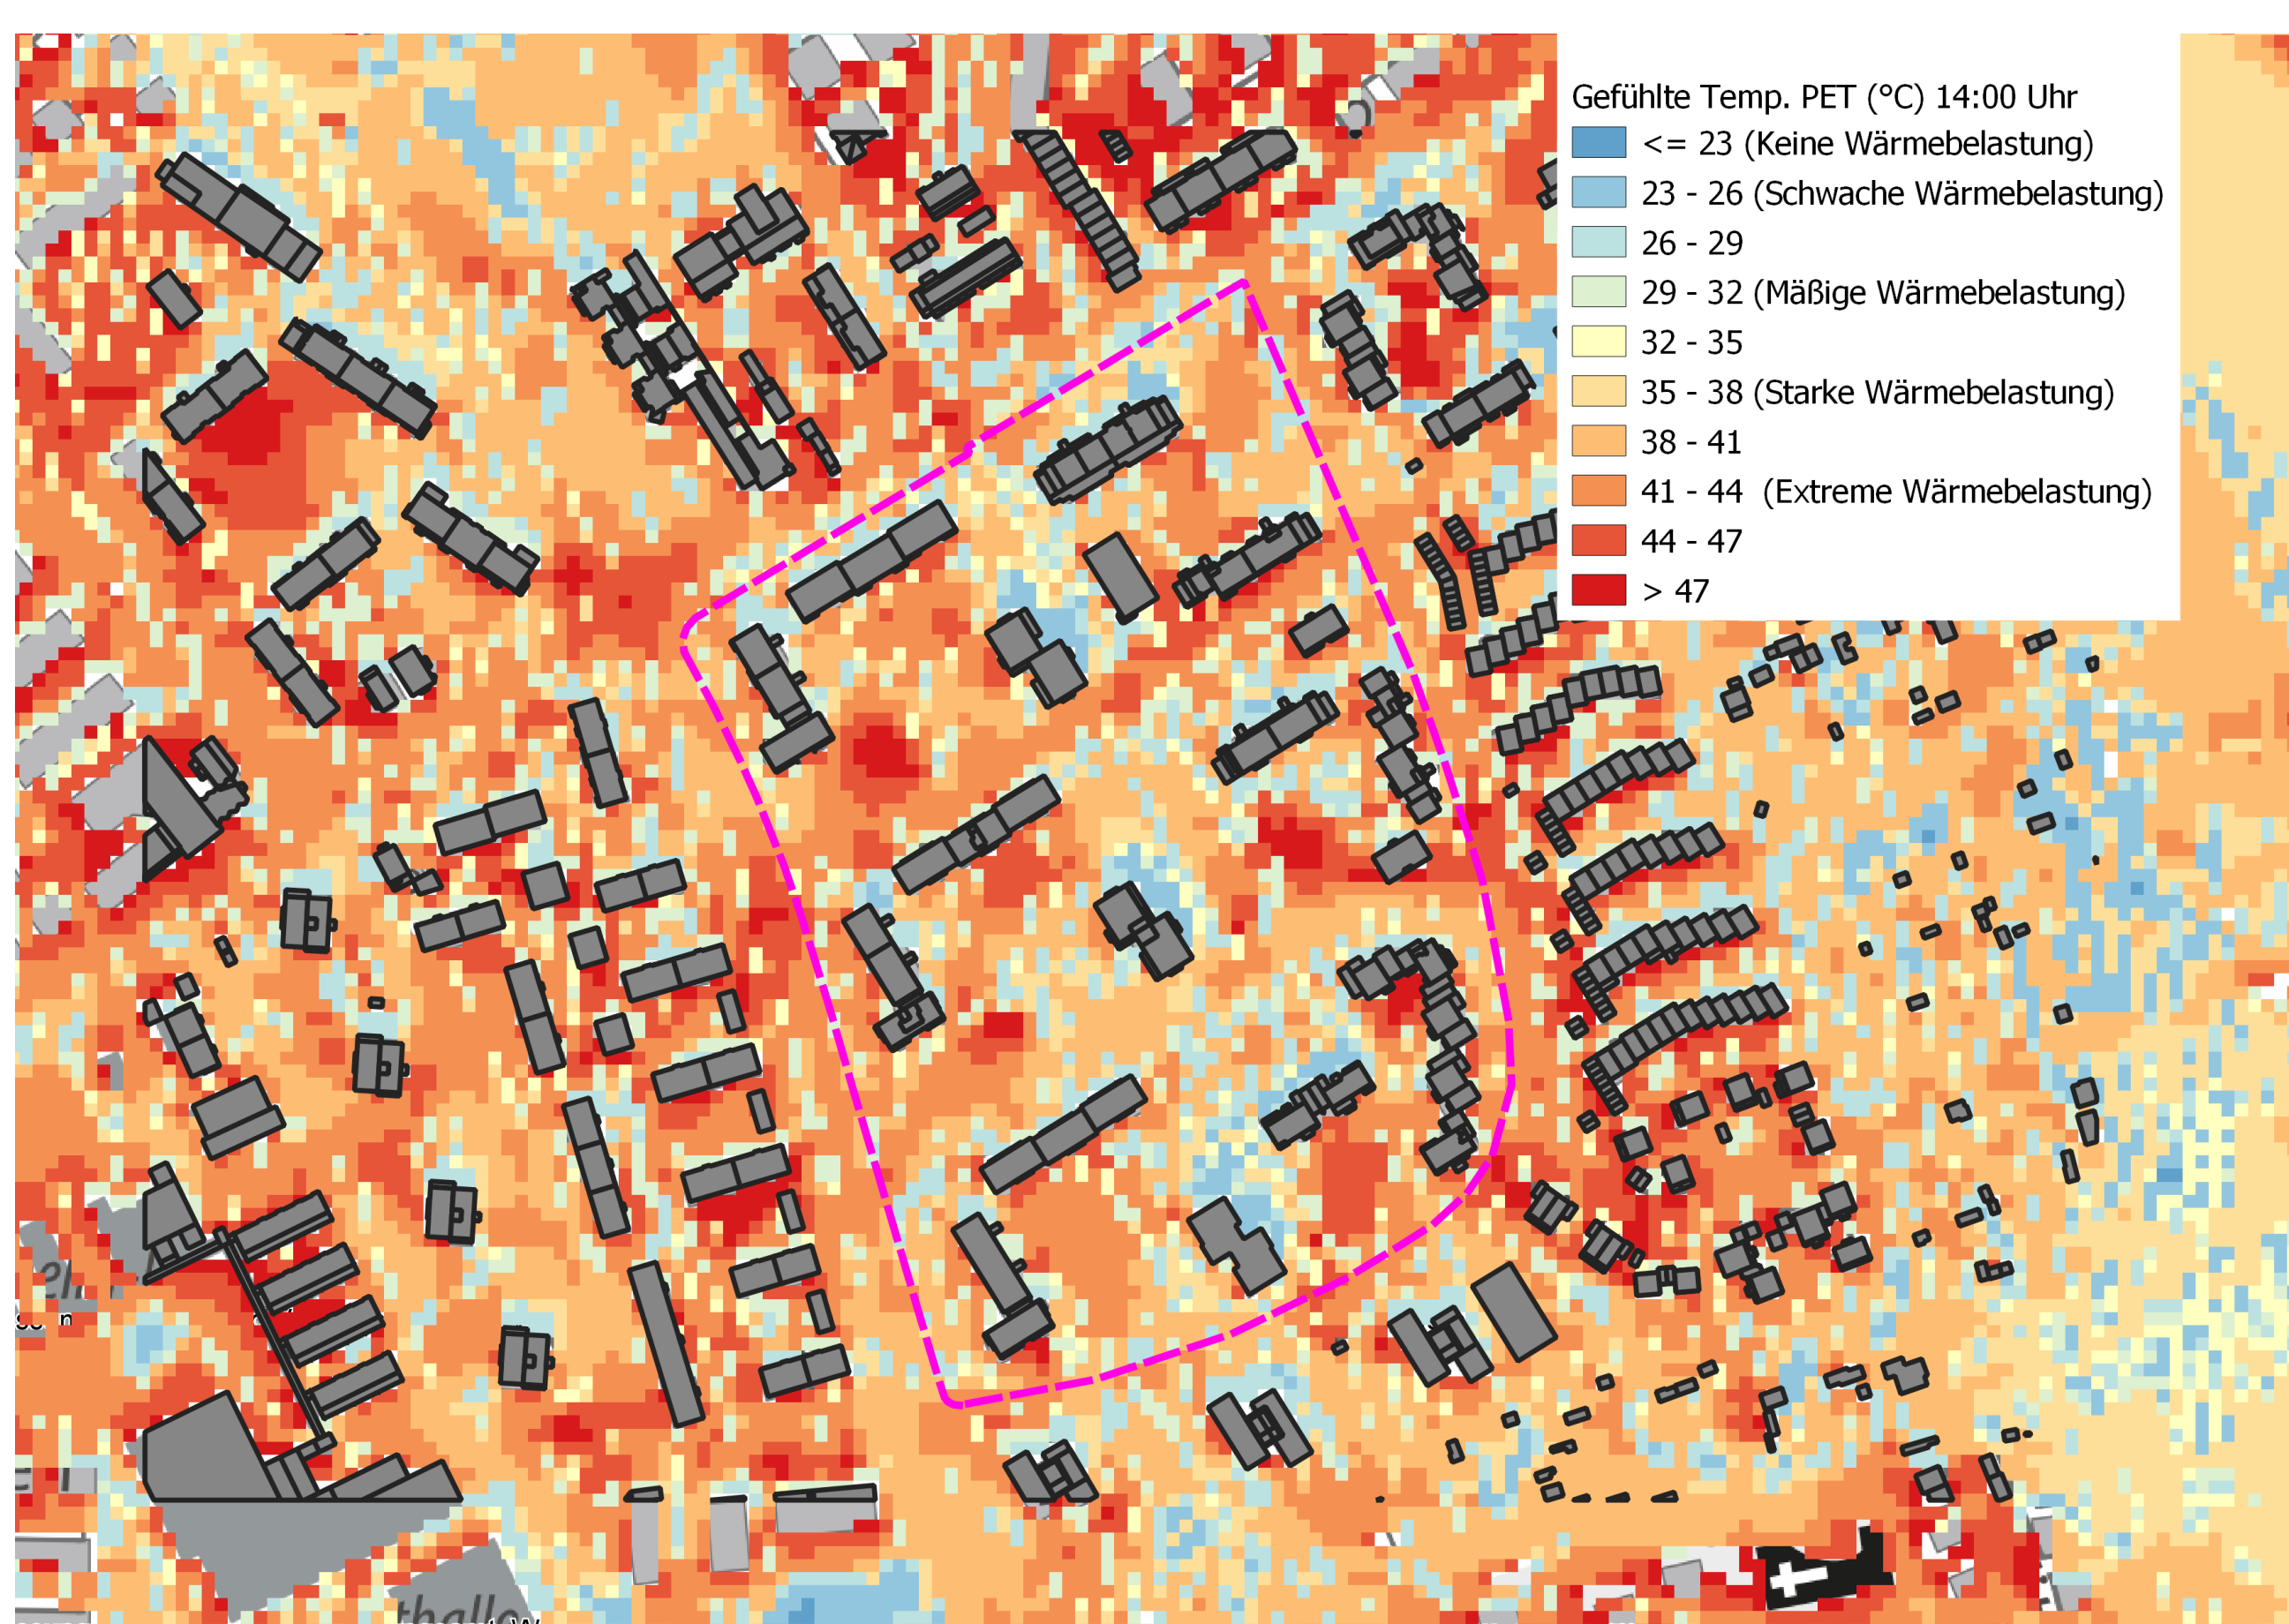 Gefühlte Temp. PET (°C) 14:00 Uhr
<= 23 (Keine Wärmebelastung)
23 - 26 (Schwache Wärmebelastung)
26 - 29
29 - 32 (Mäßige Wärmebelastung)
32 - 35
35 - 38 (Starke Wärmebelastung)
38 - 41
41 - 44 (Extreme Wärmebelastung)
44 - 47
> 47